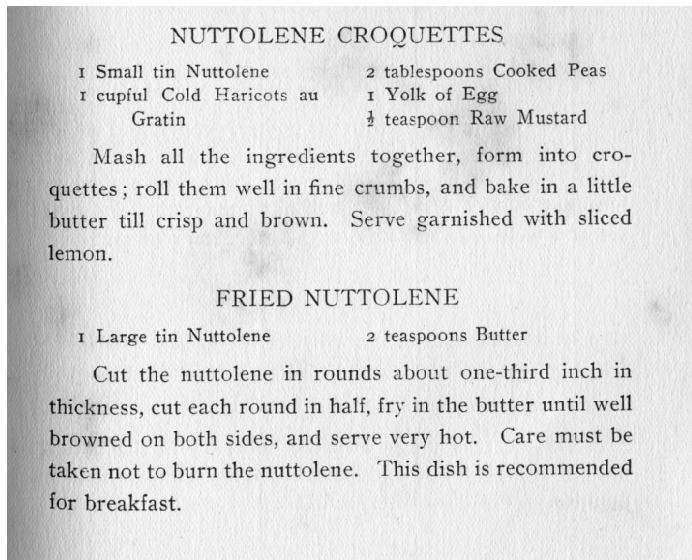 NUTTOLENE CROQUETTES
1 Small tin Nuttolene 2 tablespoons Cooked Peas
1 cupful Cold Haricots au 1 Yolk of Egg
Gratin ½ teaspoon Raw Mustard
Mash all the ingredients together, form into cro-
quettes; roll them well in fine crumbs, and bake in a little
butter till crisp and brown. Serve garnished with sliced
lemon.
FRIED NUTTOLENE
1 Large tin Nuttolene 2 teaspoons Butter
Cut the nuttolene in rounds about one-third inch in
thickness, cut each round in half, fry in the butter until well
browned on both sides, and serve very hot. Care must be
taken not to burn the nuttolene. This dish is recommended
for breakfast.